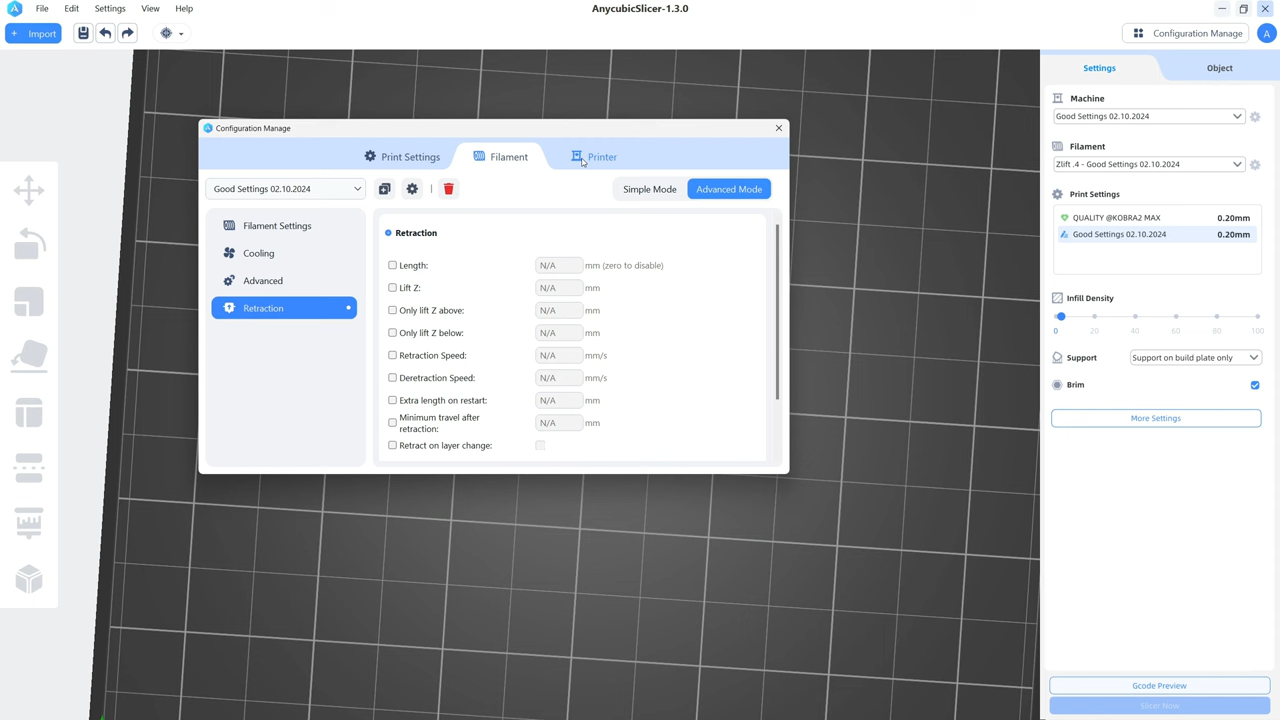 File Edit Settings View Help
AnycubicSlicer-1.3.0
+ Import
Configuration Manage
A
Settings
Object
Machine
Good Settings 02.10.2024
Filament
Zlift .4 - Good Settings 02.10.2024
Print Settings
QUALITY @KOBRA2 MAX 0.20mm
Good Settings 02.10.2024 0.20mm
Infill Density
0 20 40 60 80 100
Support
Support on build plate only
Brim
More Settings
Gcode Preview
Slicer Now
Configuration Manage
Print Settings
Filament
Printer
Good Settings 02.10.2024
Simple Mode
Advanced Mode
Filament Settings
Cooling
Advanced
Retraction
Retraction
Length: N/A mm (zero to disable)
Lift Z: N/A mm
Only lift Z above: N/A mm
Only lift Z below: N/A mm
Retraction Speed: N/A mm/s
Deretraction Speed: N/A mm/s
Extra length on restart: N/A mm
Minimum travel after
retraction: N/A mm
Retract on layer change: